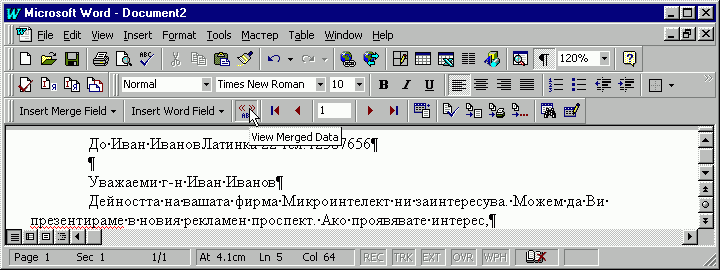 Microsoft Word - Document2
File Edit View Insert Format Tools Mastar Table Мастер Window Help
Normal Times New Roman 10 B I U
120%
Insert Merge Field Insert Word Field «» ABC 1
До Иван ИвановЛатинка 22 тел.
View Merged Data
¶
Уважаеми г-н Иван Иванов¶
Дейността на вашата фирма Микроинтелект ни заинтересува. Можем да Ви
презентираме в новия рекламен проспект. Ако проявявате интерес,¶
Page 1 Sec 1 1/1 At 4.1cm Ln 5 Col 64 REC TRK EXT OVR WPH